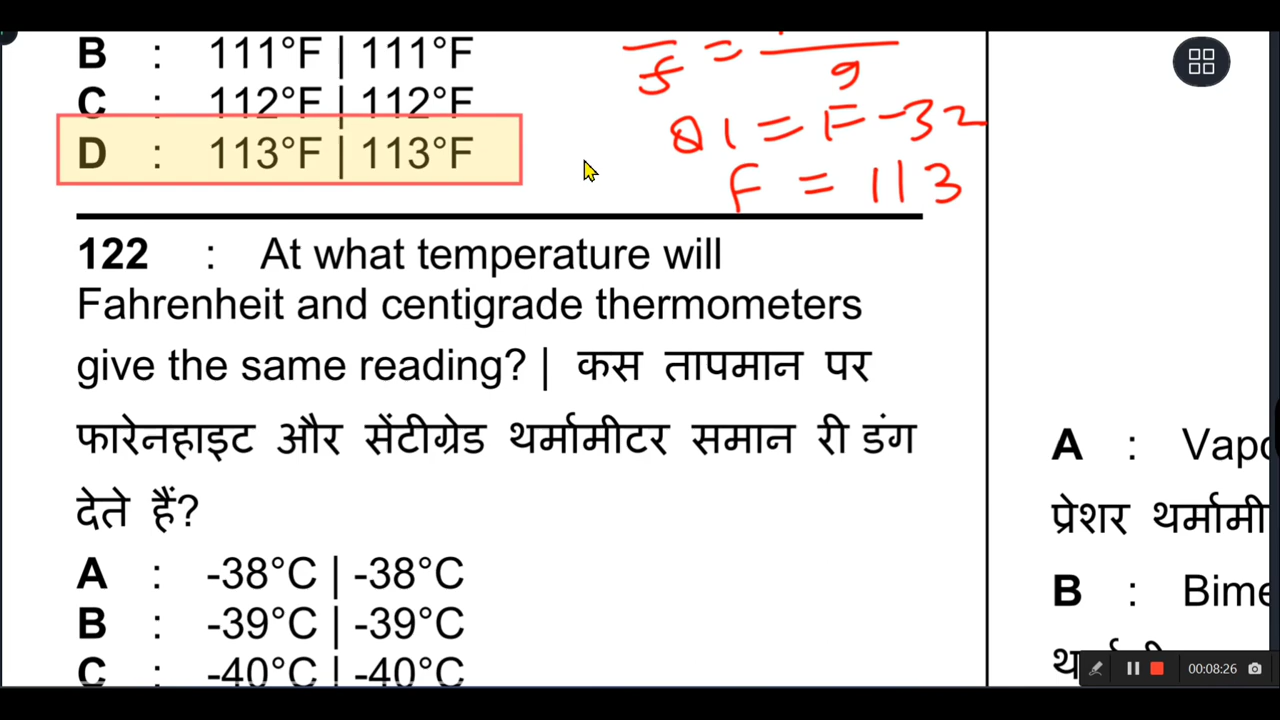 B : 111°F | 111°F
C : 112°F | 112°F
D : 113°F | 113°F
5 = 9
81 = F-32
F = 113
122 : At what temperature will
Fahrenheit and centigrade thermometers
give the same reading? | कस तापमान पर
फारेनहाइट और सेंटीग्रेड थर्मामीटर समान री डंग
देते हैं?
A : -38°C | -38°C
B : -39°C | -39°C
C : -40°C | -40°C
A : Vapo
प्रेशर थर्मामी
B : Bime
00:08:26